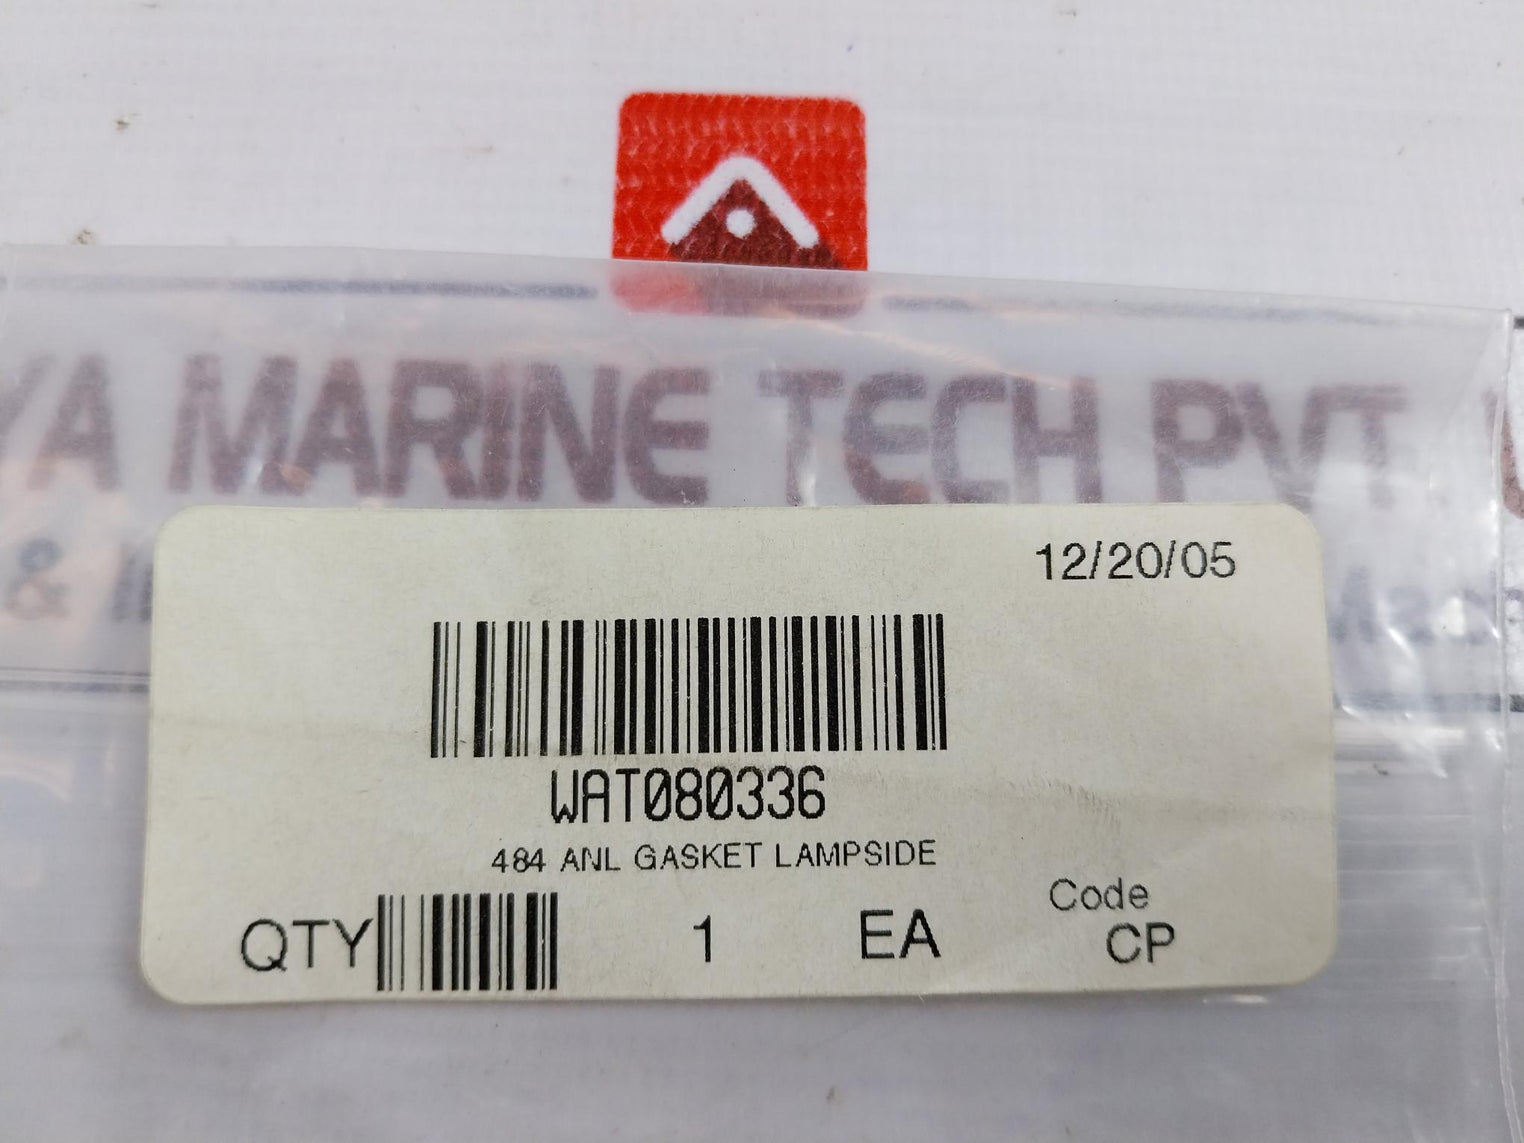 YA MARINE TECH PVT.
&
12/20/05
WAT080336
484 ANL GASKET LAMPSIDE
QTY 1 EA
Code
CP